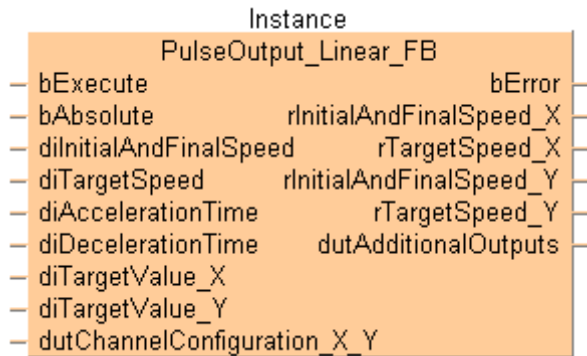 Instance
PulseOutput_Linear_FB
bExecute bError
bAbsolute rInitialAndFinalSpeed_X
diInitialAndFinalSpeed rTargetSpeed_X
diTargetSpeed rInitialAndFinalSpeed_Y
diAccelerationTime rTargetSpeed_Y
diDecelerationTime dutAdditionalOutputs
diTargetValue_X
diTargetValue_Y
dutChannelConfiguration_X_Y